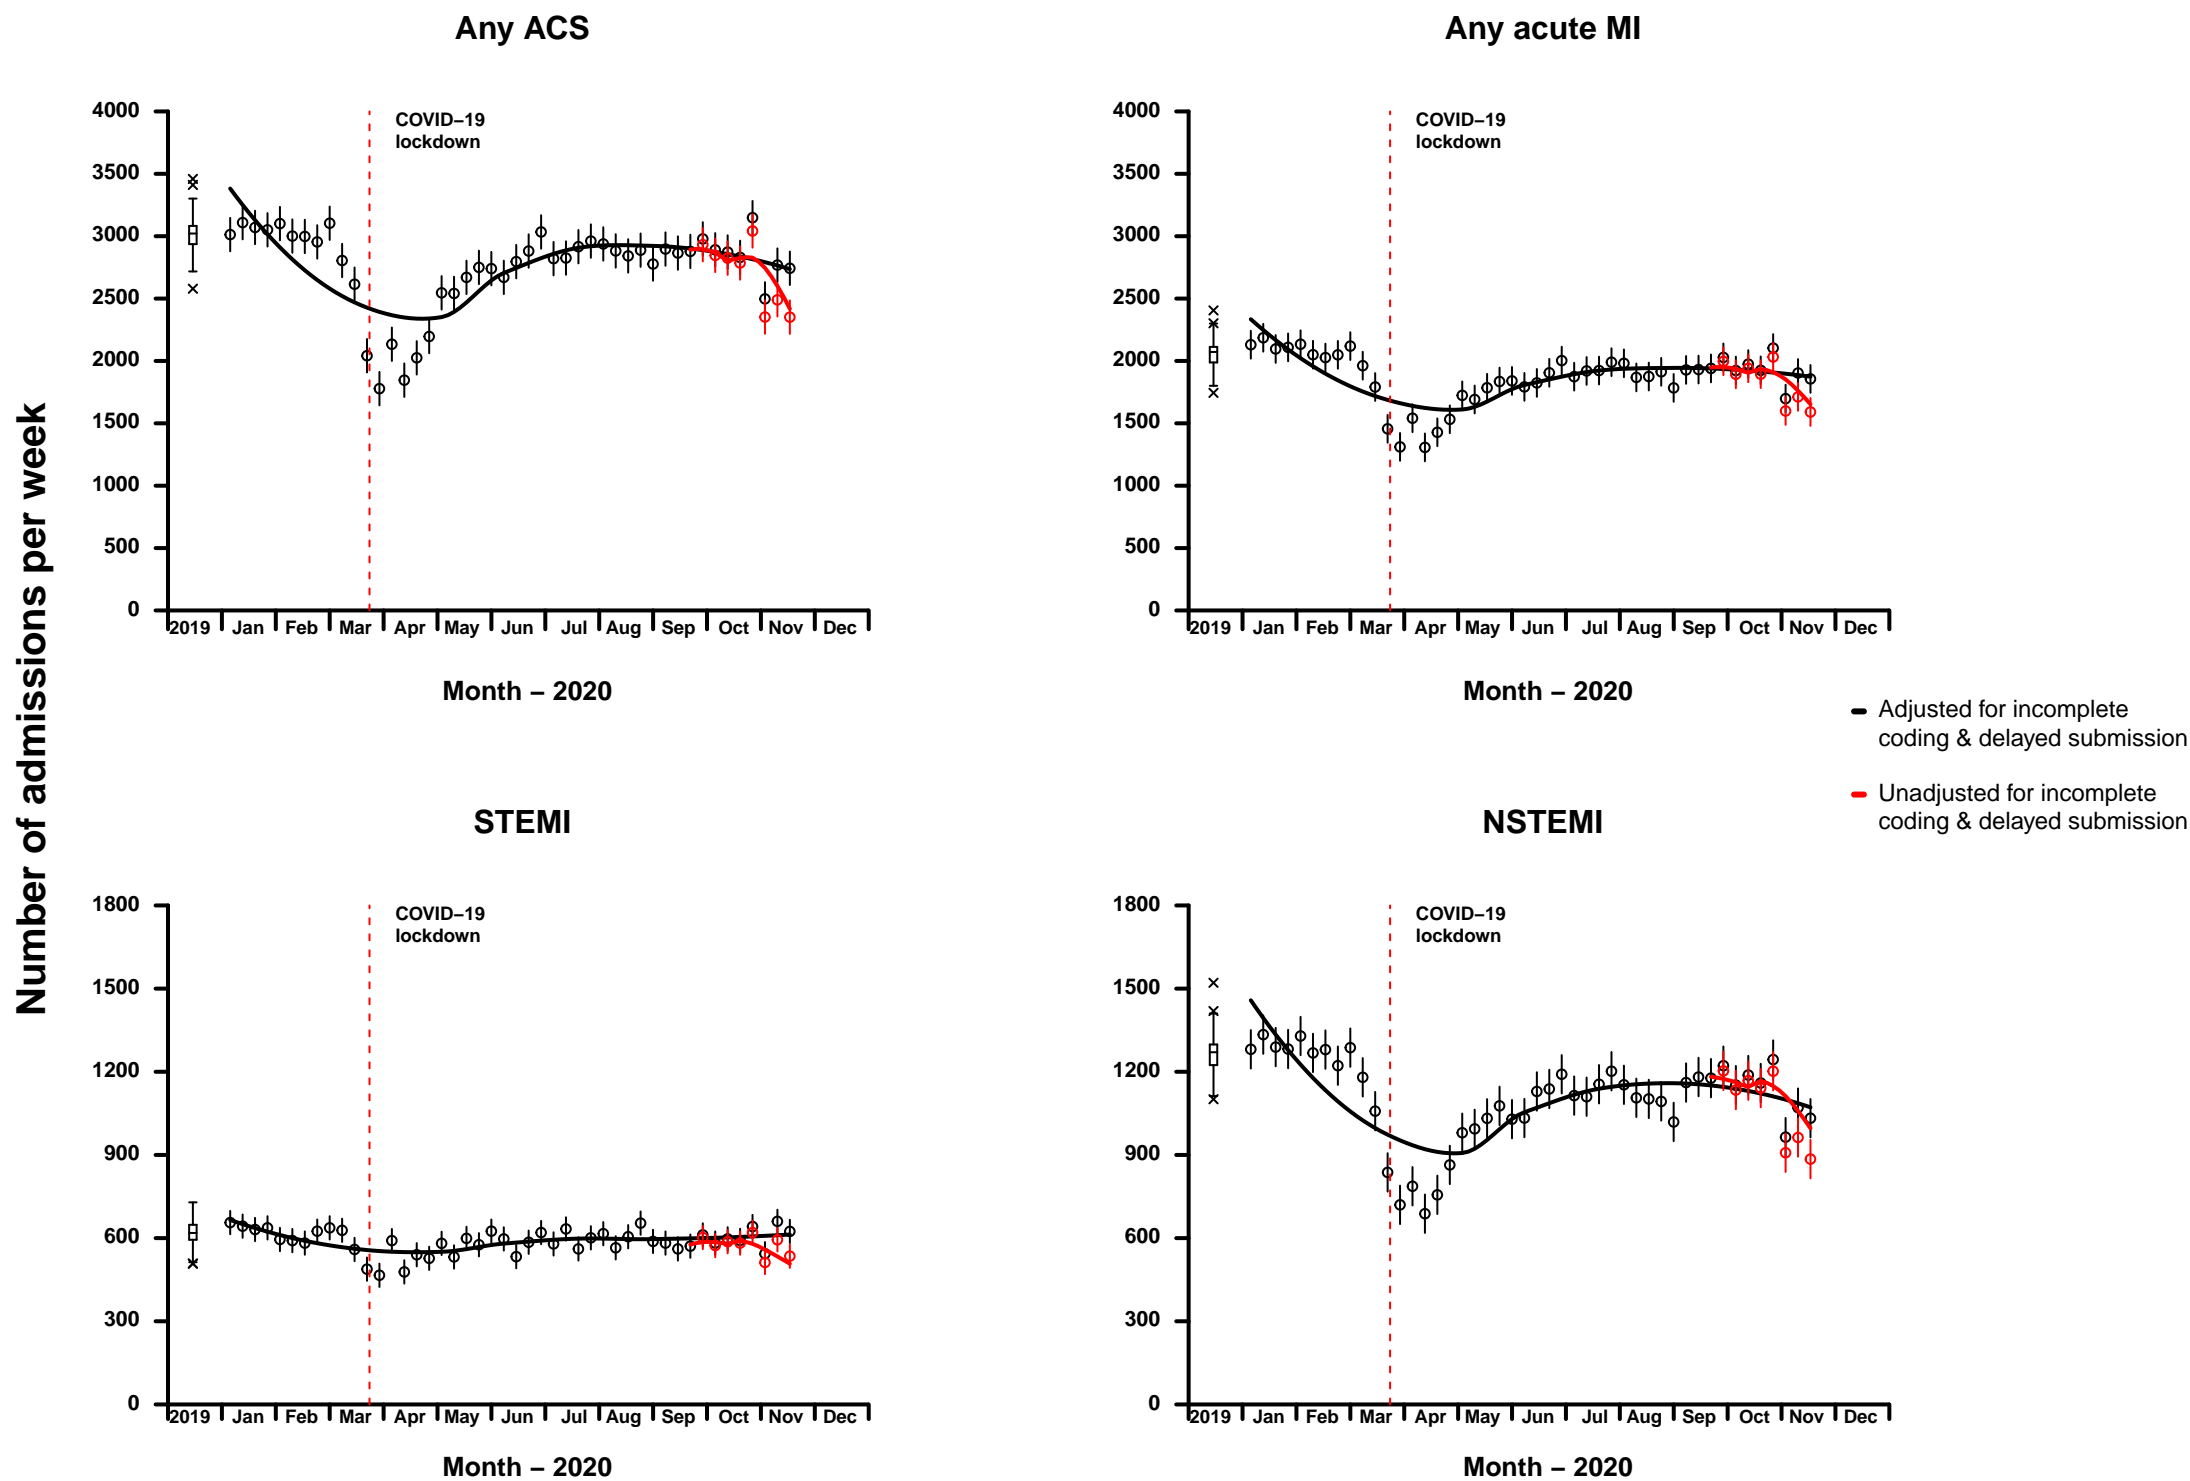 Any ACS
4000
3500
3000
2500
2000
1500
1000
500
0
COVID−19
lockdown
2019 Jan Feb Mar Apr May Jun Jul Aug Sep Oct Nov Dec
Month − 2020
Any acute MI
4000
3500
3000
2500
2000
1500
1000
500
0
COVID−19
lockdown
2019 Jan Feb Mar Apr May Jun Jul Aug Sep Oct Nov Dec
Month − 2020
Number of admissions per week
Adjusted for incomplete
coding & delayed submission
Unadjusted for incomplete
coding & delayed submission
STEMI
1800
1500
1200
900
600
300
0
COVID−19
lockdown
2019 Jan Feb Mar Apr May Jun Jul Aug Sep Oct Nov Dec
Month − 2020
NSTEMI
1800
1500
1200
900
600
300
0
COVID−19
lockdown
2019 Jan Feb Mar Apr May Jun Jul Aug Sep Oct Nov Dec
Month − 2020